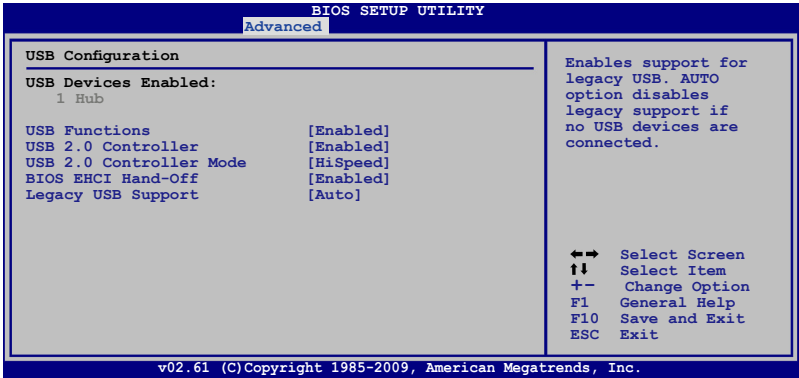 BIOS SETUP UTILITY
Advanced
USB Configuration
USB Devices Enabled:
1 Hub
USB Functions [Enabled]
USB 2.0 Controller [Enabled]
USB 2.0 Controller Mode [HiSpeed]
BIOS EHCI Hand-Off [Enabled]
Legacy USB Support [Auto]
Enables support for
legacy USB. AUTO
option disables
legacy support if
no USB devices are
connected.
←→ Select Screen
↑↓ Select Item
+- Change Option
F1 General Help
F10 Save and Exit
ESC Exit
v02.61 (C)Copyright 1985-2009, American Megatrends, Inc.